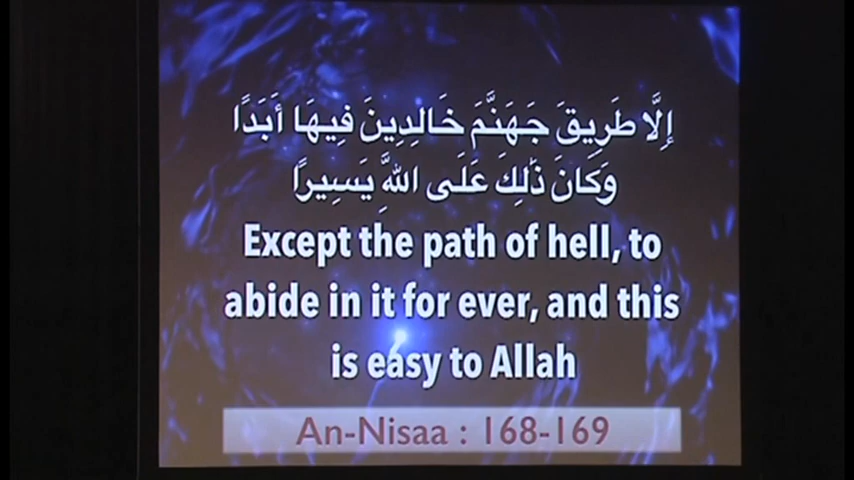 إِلَّا طَرِيقَ جَهَنَّمَ خَالِدِينَ فِيهَا أَبَدًا
وَكَانَ ذَٰلِكَ عَلَى اللَّهِ يَسِيرًا
Except the path of hell, to
abide in it for ever, and this
is easy to Allah
An-Nisaa : 168-169